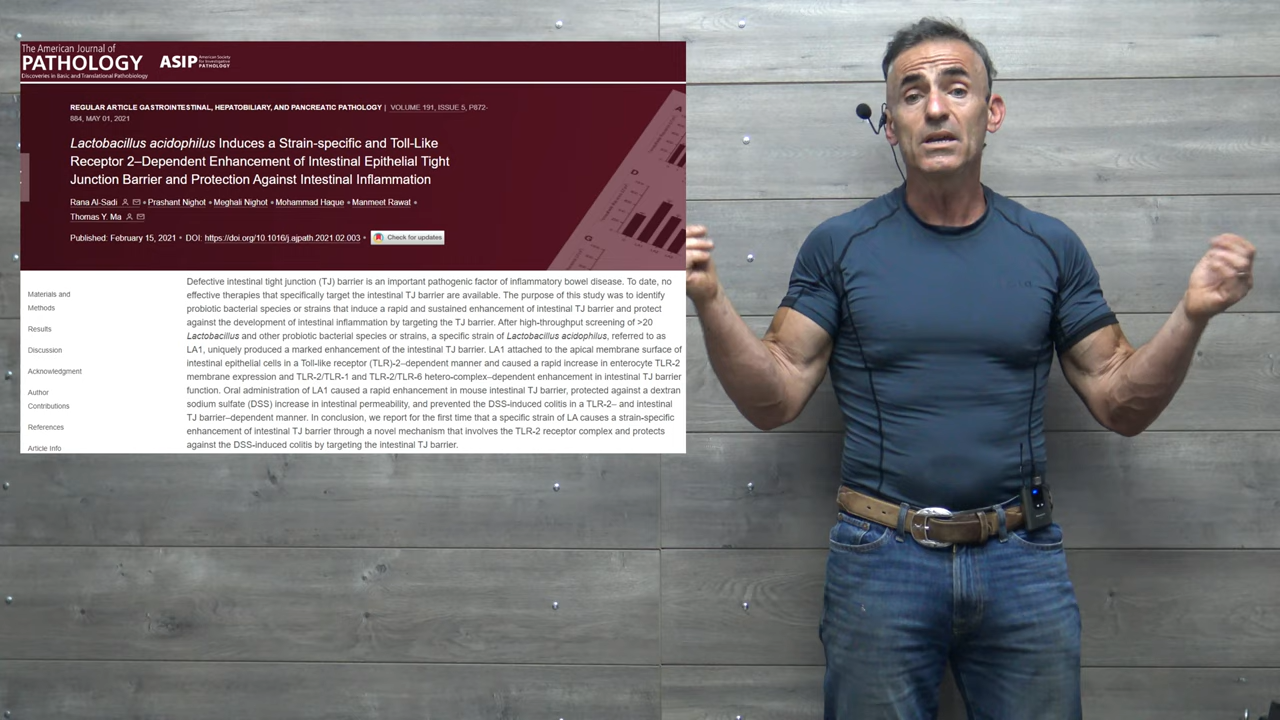 The American Journal of
PATHOLOGY
Discoveries in Basic and Translational Pathobiology
ASIP American Society for Investigative PATHOLOGY
REGULAR ARTICLE GASTROINTESTINAL, HEPATOBILIARY, AND PANCREATIC PATHOLOGY | VOLUME 191, ISSUE 5, P872-
884, MAY 01, 2021
Lactobacillus acidophilus Induces a Strain-specific and Toll-Like
Receptor 2–Dependent Enhancement of Intestinal Epithelial Tight
Junction Barrier and Protection Against Intestinal Inflammation
Rana Al-Sadi • Prashant Nighot • Meghali Nighot • Mohammad Haque • Manmeet Rawat •
Thomas Y. Ma
Published: February 15, 2021 • DOI: https://doi.org/10.1016/j.ajpath.2021.02.003 • Check for updates
Materials and
Methods
Results
Discussion
Acknowledgment
Author
Contributions
References
Article Info
Defective intestinal tight junction (TJ) barrier is an important pathogenic factor of inflammatory bowel disease. To date, no
effective therapies that specifically target the intestinal TJ barrier are available. The purpose of this study was to identify
probiotic bacterial species or strains that induce a rapid and sustained enhancement of intestinal TJ barrier and protect
against the development of intestinal inflammation by targeting the TJ barrier. After high-throughput screening of >20
Lactobacillus and other probiotic bacterial species or strains, a specific strain of Lactobacillus acidophilus, referred to as
LA1, uniquely produced a marked enhancement of the intestinal TJ barrier. LA1 attached to the apical membrane surface of
intestinal epithelial cells in a Toll-like receptor (TLR)-2–dependent manner and caused a rapid increase in enterocyte TLR-2
membrane expression and TLR-2/TLR-1 and TLR-2/TLR-6 hetero-complex–dependent enhancement in intestinal TJ barrier
function. Oral administration of LA1 caused a rapid enhancement in mouse intestinal TJ barrier, protected against a dextran
sodium sulfate (DSS) increase in intestinal permeability, and prevented the DSS-induced colitis in a TLR-2– and intestinal
TJ barrier–dependent manner. In conclusion, we report for the first time that a specific strain of LA causes a strain-specific
enhancement of intestinal TJ barrier through a novel mechanism that involves the TLR-2 receptor complex and protects
against the DSS-induced colitis by targeting the intestinal TJ barrier.